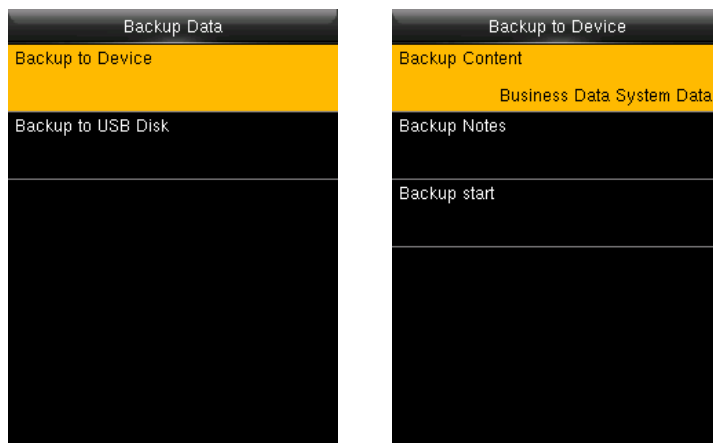 Backup Data
Backup to Device
Backup to USB Disk
Backup to Device
Backup Content
Business Data System Data
Backup Notes
Backup start